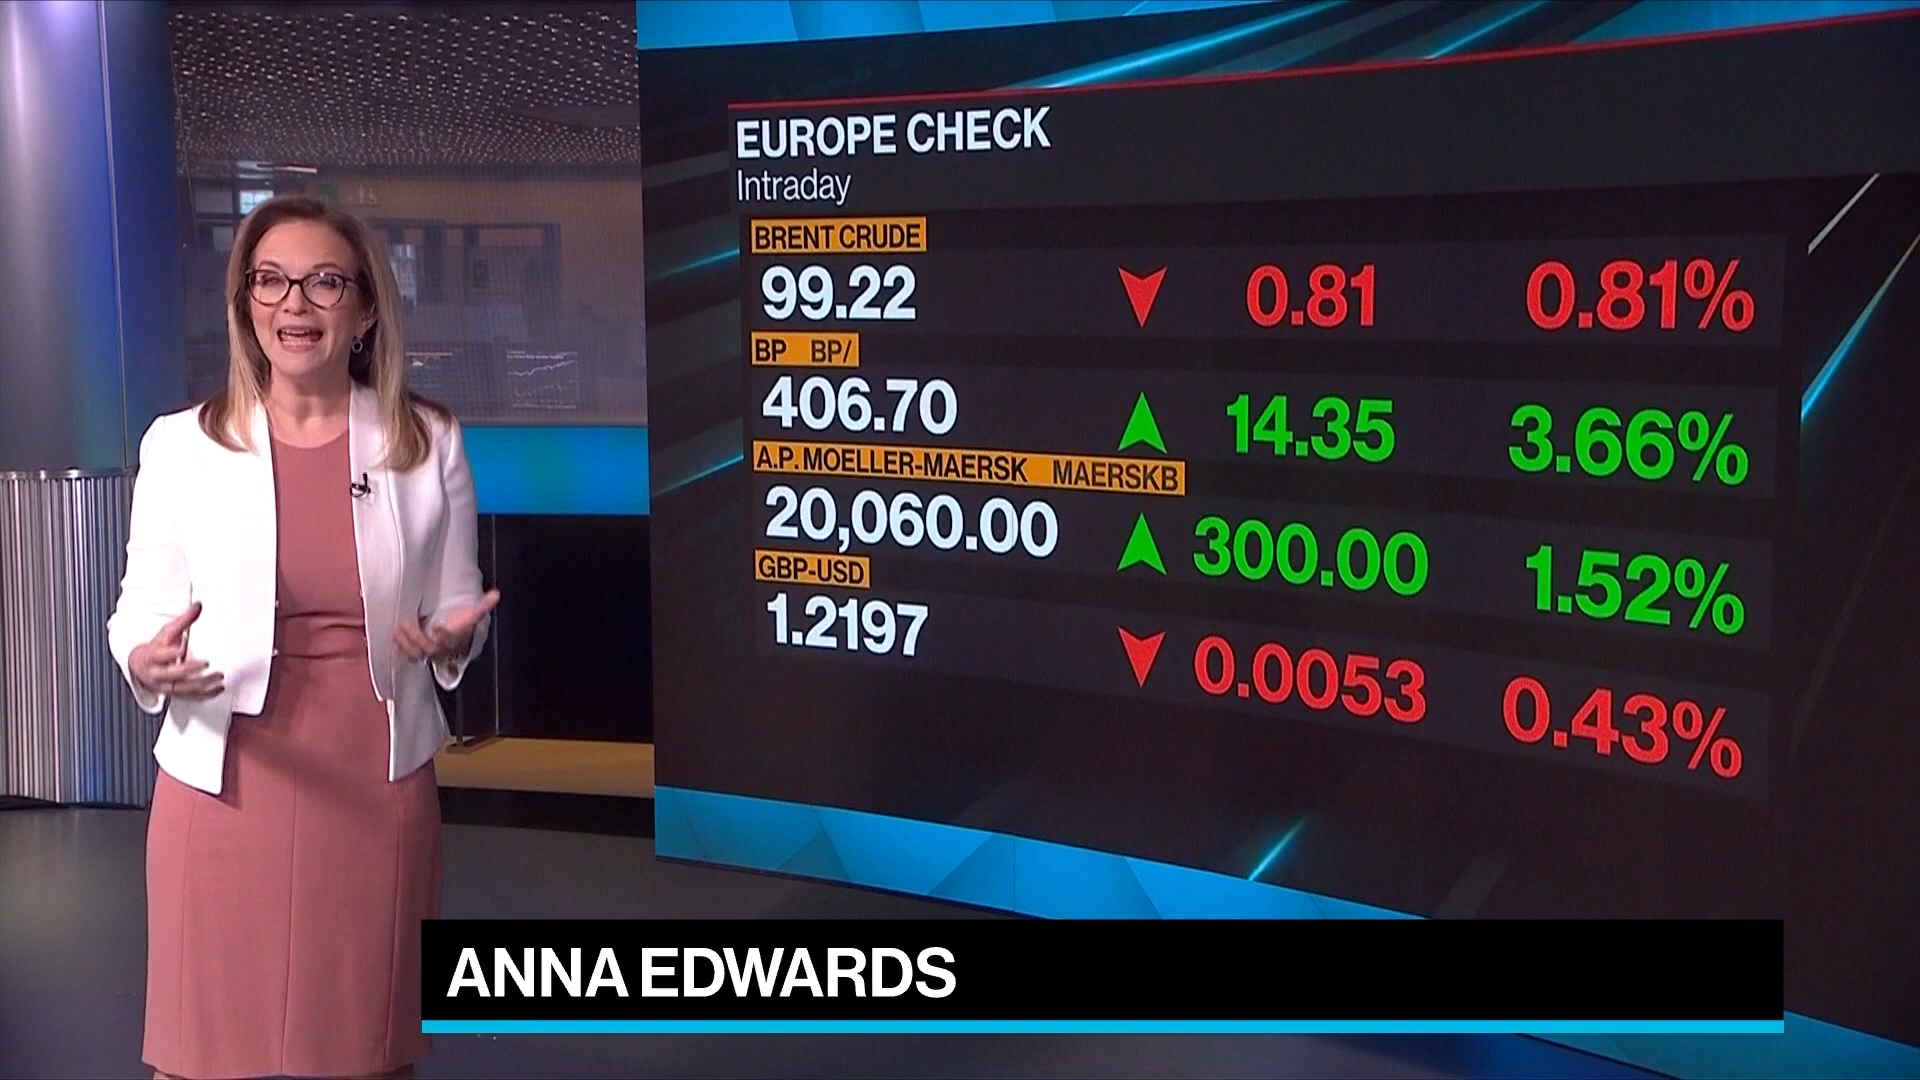 EUROPE CHECK
Intraday
BRENT CRUDE
99.22 0.81 0.81%
BP BP/
406.70 14.35 3.66%
A.P. MOELLER-MAERSK MAERSKB
20,060.00 300.00 1.52%
GBP-USD
1.2197 0.0053 0.43%
ANNA EDWARDS